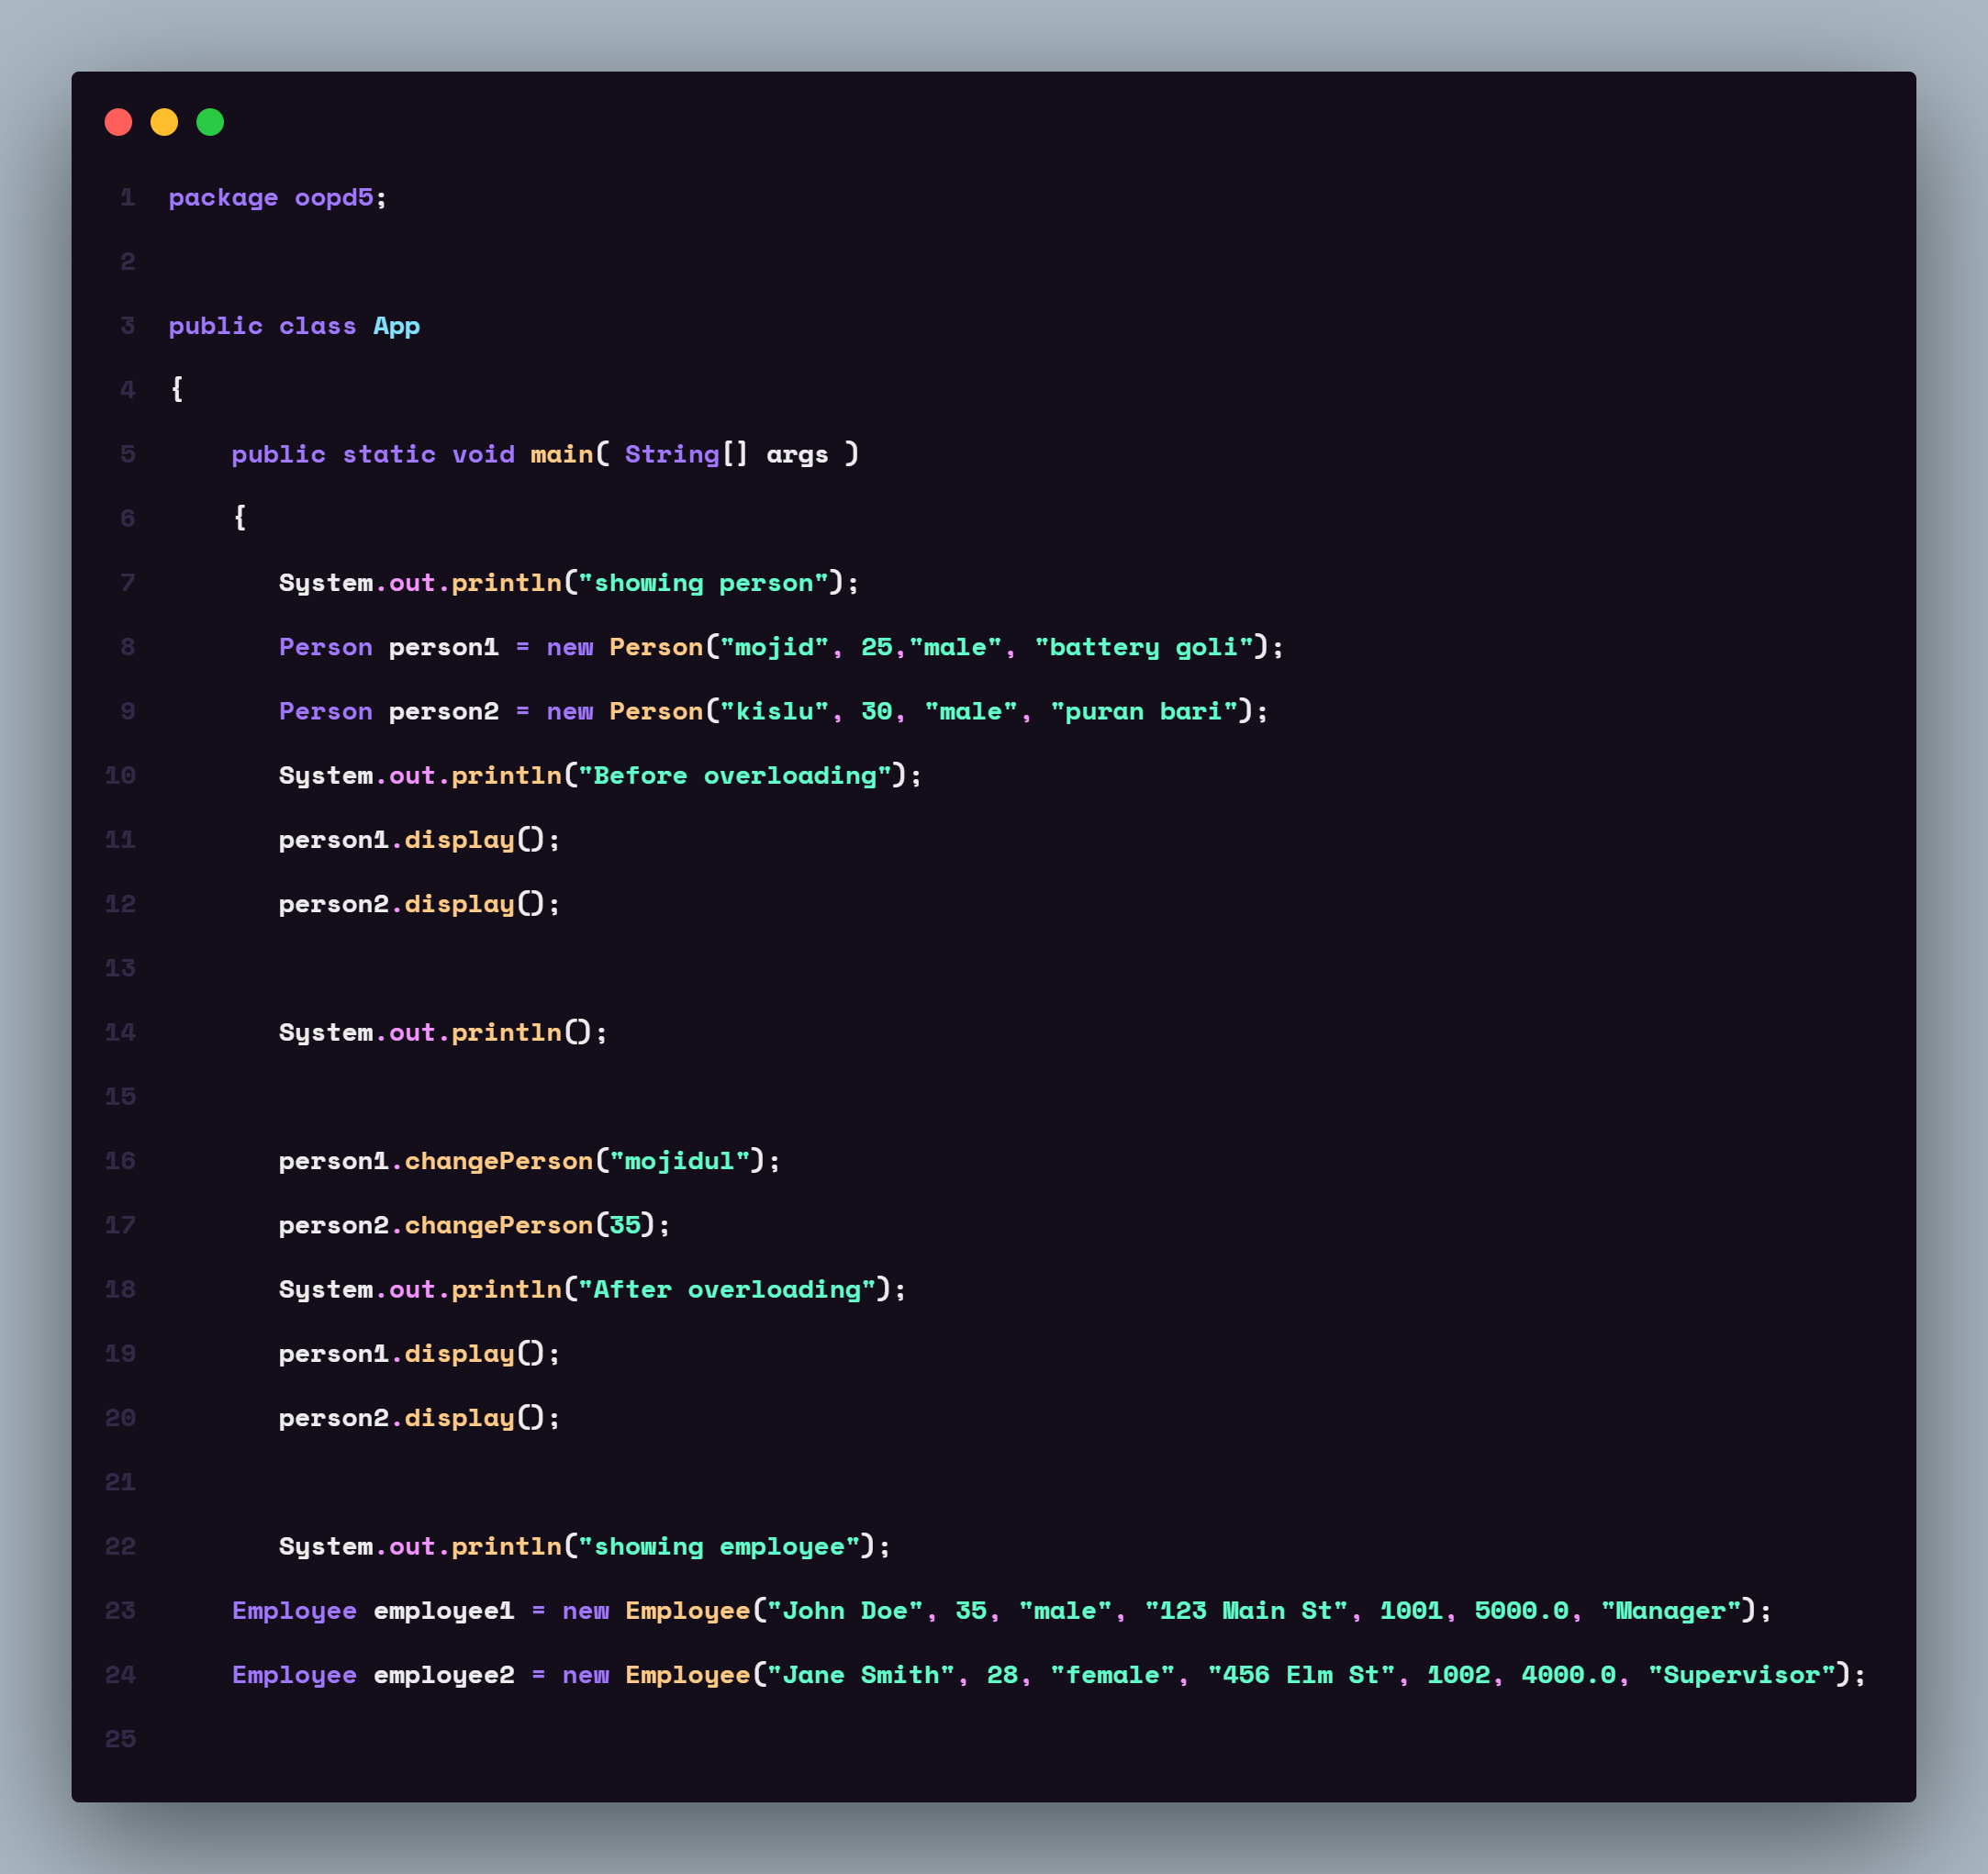 1 package oopd5;
2
3 public class App
4 {
5     public static void main( String[] args )
6     {
7        System.out.println("showing person");
8        Person person1 = new Person("mojid", 25,"male", "battery goli");
9        Person person2 = new Person("kislu", 30, "male", "puran bari");
10        System.out.println("Before overloading");
11        person1.display();
12        person2.display();
13
14        System.out.println();
15
16        person1.changePerson("mojidul");
17        person2.changePerson(35);
18        System.out.println("After overloading");
19        person1.display();
20        person2.display();
21
22        System.out.println("showing employee");
23     Employee employee1 = new Employee("John Doe", 35, "male", "123 Main St", 1001, 5000.0, "Manager");
24     Employee employee2 = new Employee("Jane Smith", 28, "female", "456 Elm St", 1002, 4000.0, "Supervisor");
25